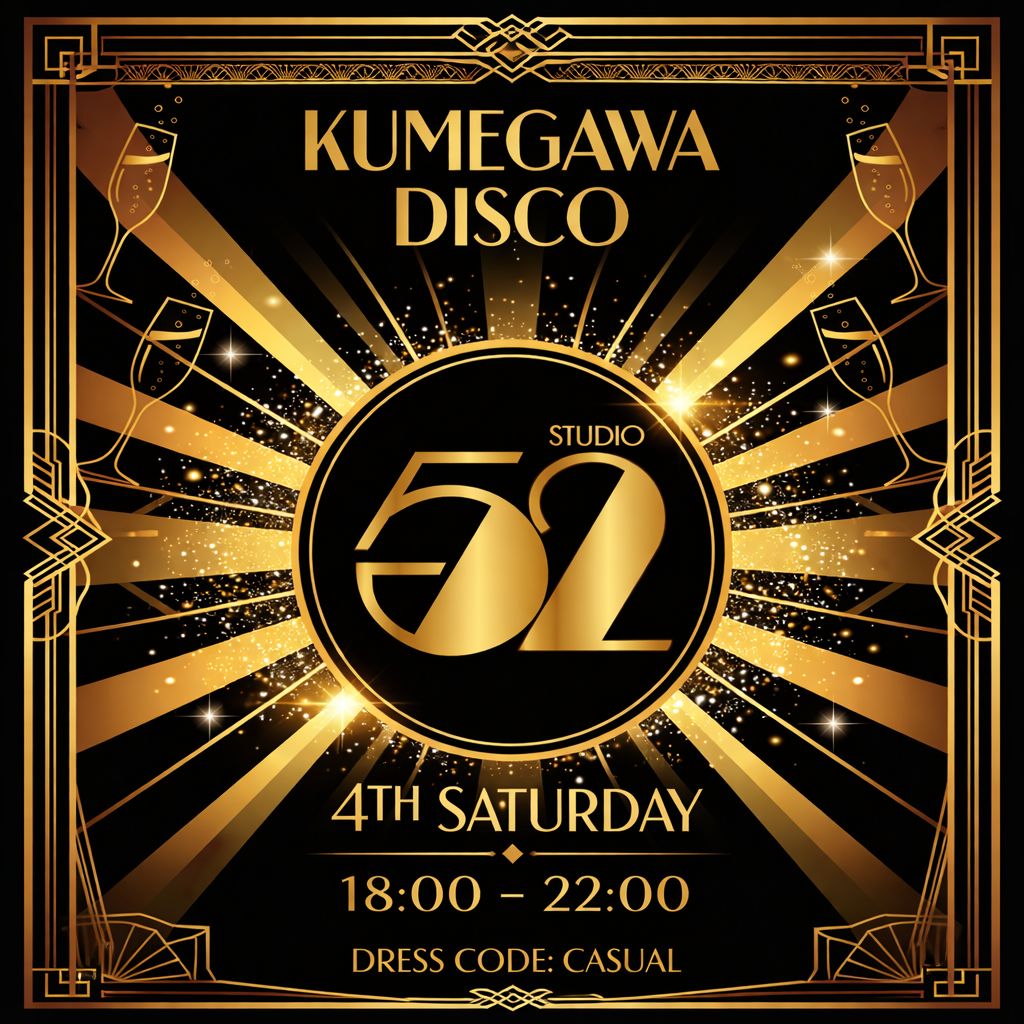 KUMEGAWA
DISCO
STUDIO
52
4TH SATURDAY
18:00 – 22:00
DRESS CODE: CASUAL